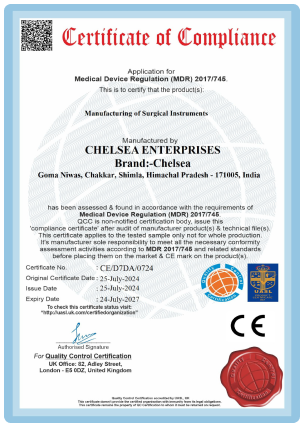 Certificate of Compliance
Application for
Medical Device Regulation (MDR) 2017/745.
This is to certify that the product(s):
Manufacturing of Surgical Instruments
Manufactured by
CHELSEA ENTERPRISES
Brand:-Chelsea
Goma Niwas, Chakkar, Shimla, Himachal Pradesh - 171005, India
has been assessed & found in accordance with the requirements of
Medical Device Regulation (MDR) 2017/745.
QCC is non-notified certification body, issue this
'compliance certificate' after audit of manufacturer product(s) & technical file(s).
This certificate applies to the tested sample only not for whole production.
It's manufacturer sole responsibility to meet all the necessary conformity
assessment activities according to MDR 2017/745 and related standards
before placing them on the market & CE mark on the product(s).
Certificate No. : CE/D7DA/0724
Original Certificate Date : 25-July-2024
Issue Date : 25-July-2024
Expiry Date : 24-July-2027
To check this certificate status visit:
"http://uasl.uk.com/certifiedorganization/"
CE
Authorised Signature
For Quality Control Certification
UK Office: 82, Adley Street,
London - E5 0DZ, United Kingdom